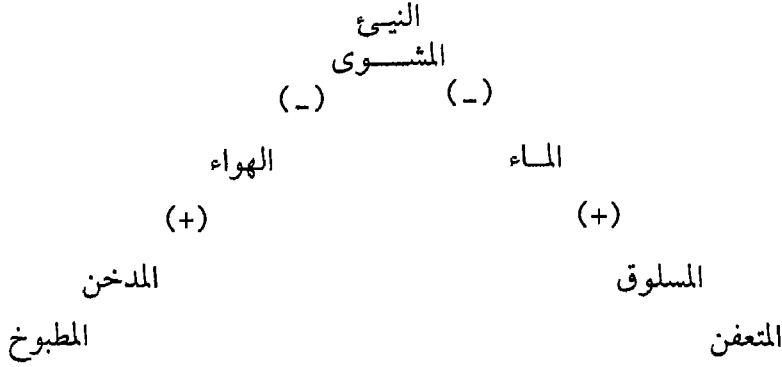 النيئ
المشوى
(-) (-)
الماء الهواء
(+) (+)
المسلوق المدخن
المتعفن المطبوخ